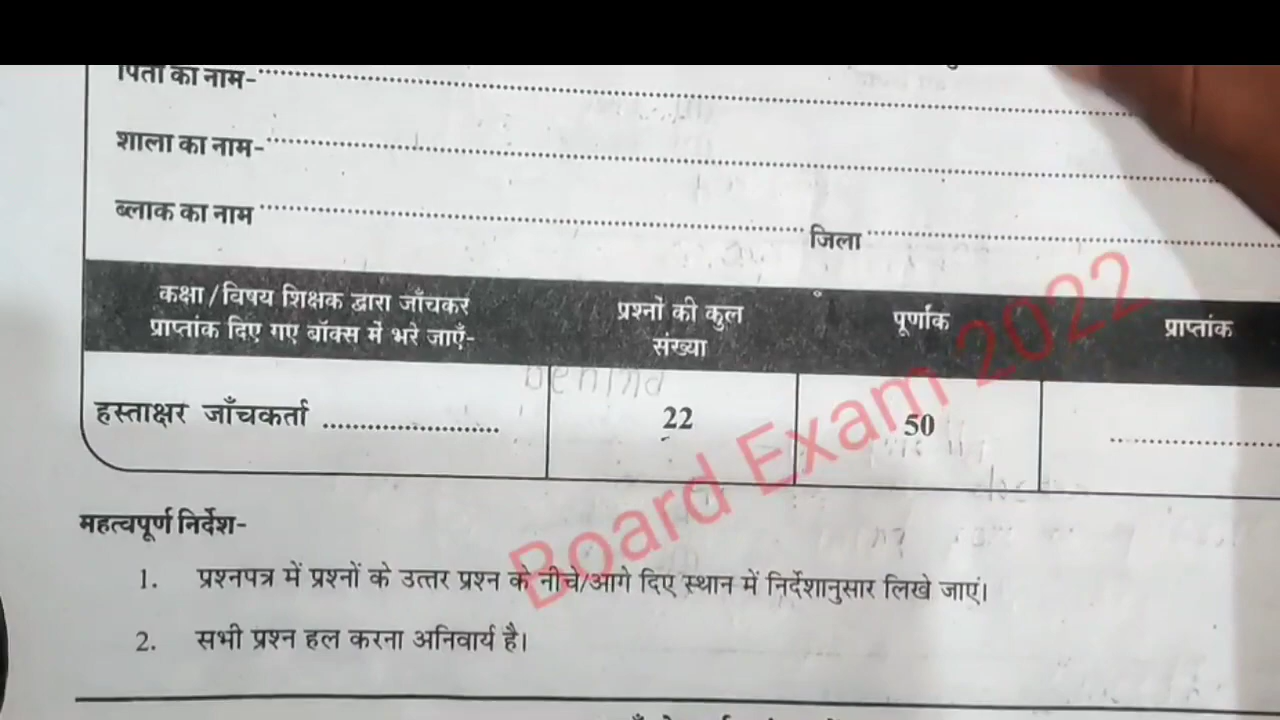 पिता का नाम-
शाला का नाम-
ब्लाक का नाम
जिला
कक्षा / विषय शिक्षक द्वारा जाँचकर
प्राप्तांक दिए गए बॉक्स में भरे जाएँ-
प्रश्नों की कुल
संख्या
पूर्णांक
प्राप्तांक
हस्ताक्षर जाँचकर्ता ..........................
22
50
Board Exam 2022
महत्वपूर्ण निर्देश-
1. प्रश्नपत्र में प्रश्नों के उत्तर प्रश्न के नीचे/आगे दिए स्थान में निर्देशानुसार लिखे जाएं।
2. सभी प्रश्न हल करना अनिवार्य है।